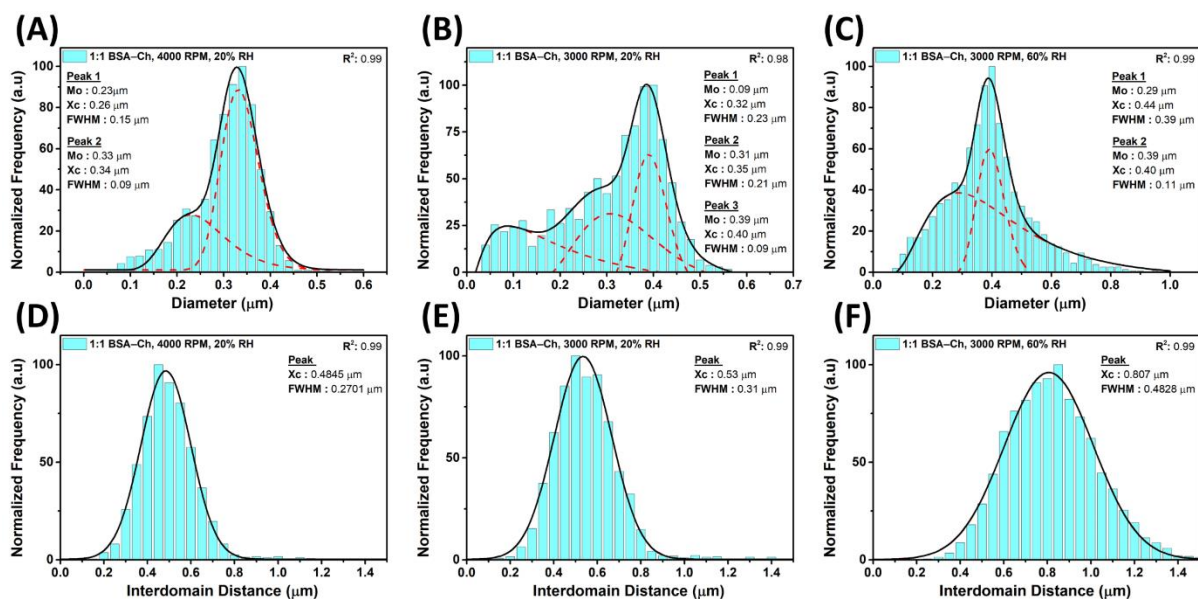 (A)
1:1 BSA–Ch, 4000 RPM, 20% RH
R²: 0.99
Peak 1
Mo : 0.23μm
Xc : 0.26 μm
FWHM : 0.15 μm
Peak 2
Mo : 0.33 μm
Xc : 0.34 μm
FWHM : 0.09 μm
Normalized Frequency (a.u)
100
80
60
40
20
0
0.0 0.1 0.2 0.3 0.4 0.5 0.6
Diameter (μm)
(B)
1:1 BSA–Ch, 3000 RPM, 20% RH
R²: 0.98
Peak 1
Mo : 0.09 μm
Xc : 0.32 μm
FWHM : 0.23 μm
Peak 2
Mo : 0.31 μm
Xc : 0.35 μm
FWHM : 0.21 μm
Peak 3
Mo : 0.39 μm
Xc : 0.40 μm
FWHM : 0.09 μm
Normalized Frequency (a.u)
100
75
50
25
0
0.0 0.1 0.2 0.3 0.4 0.5 0.6 0.7
Diameter (μm)
(C)
1:1 BSA–Ch, 3000 RPM, 60% RH
R²: 0.99
Peak 1
Mo : 0.29 μm
Xc : 0.44 μm
FWHM : 0.39 μm
Peak 2
Mo : 0.39 μm
Xc : 0.40 μm
FWHM : 0.11 μm
Normalized Frequency (a.u)
100
80
60
40
20
0
0.0 0.2 0.4 0.6 0.8 1.0
Diameter (μm)
(D)
1:1 BSA–Ch, 4000 RPM, 20% RH
R²: 0.99
Peak
Xc : 0.4845 μm
FWHM : 0.2701 μm
Normalized Frequency (a.u)
100
50
0
0.0 0.2 0.4 0.6 0.8 1.0 1.2 1.4
Interdomain Distance (μm)
(E)
1:1 BSA–Ch, 3000 RPM, 20% RH
R²: 0.99
Peak
Xc : 0.53 μm
FWHM : 0.31 μm
Normalized Frequency (a.u)
100
50
0
0.0 0.2 0.4 0.6 0.8 1.0 1.2 1.4
Interdomain Distance (μm)
(F)
1:1 BSA–Ch, 3000 RPM, 60% RH
R²: 0.99
Peak
Xc : 0.807 μm
FWHM : 0.4828 μm
Normalized Frequency (a.u)
100
50
0
0.0 0.2 0.4 0.6 0.8 1.0 1.2 1.4
Interdomain Distance (μm)